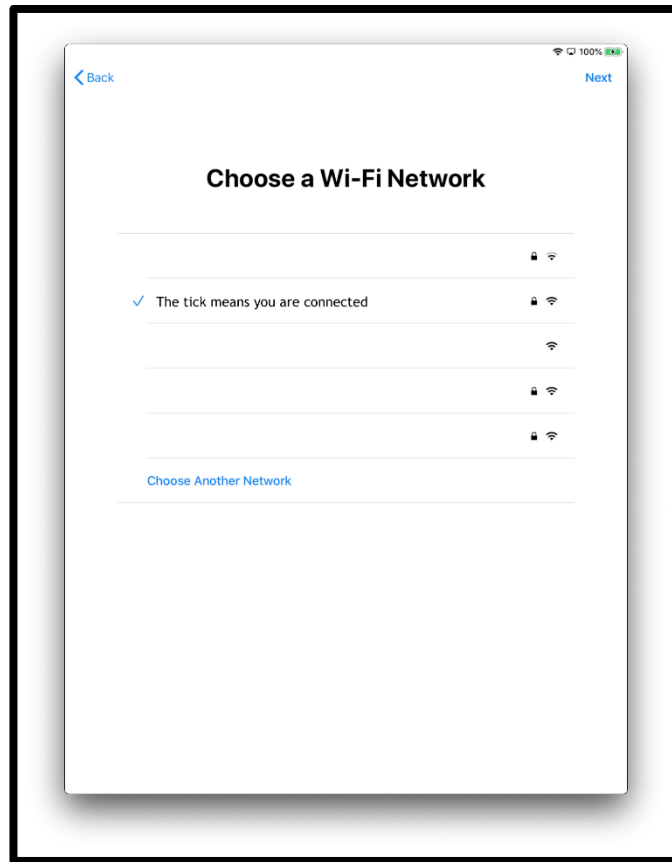 100%
Back
Next
Choose a Wi-Fi Network
The tick means you are connected
Choose Another Network